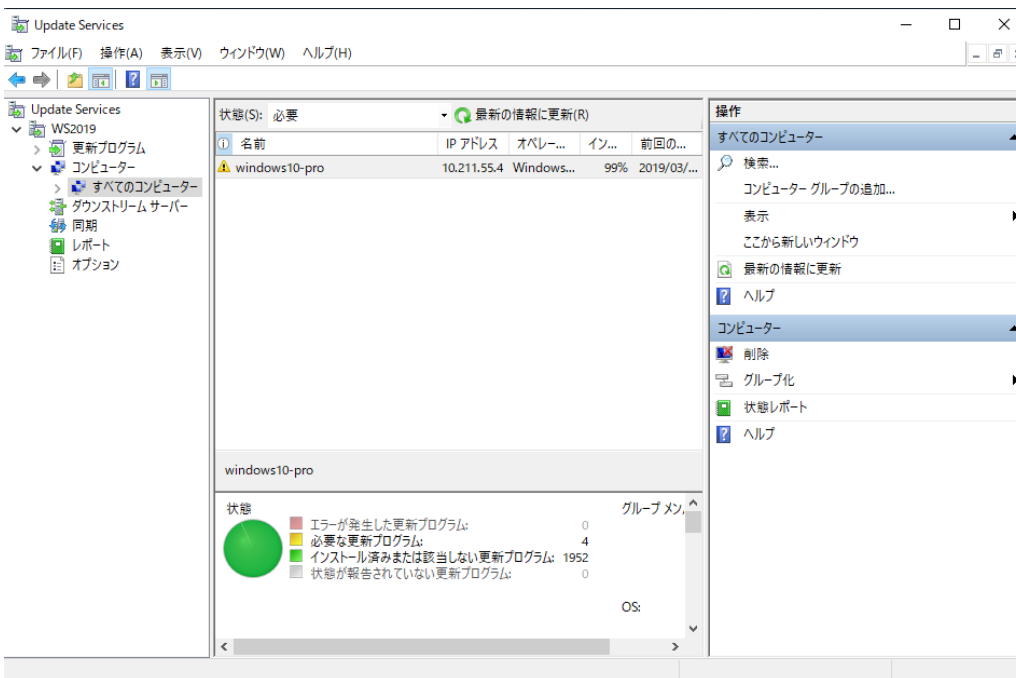 Update Services
ファイル(F) 操作(A) 表示(V) ウィンドウ(W) ヘルプ(H)
Update Services
WS2019
更新プログラム
コンピューター
すべてのコンピューター
ダウンストリーム サーバー
同期
レポート
オプション
状態(S): 必要 最新の情報に更新(R)
名前 IP アドレス オペレー... イン... 前回の...
windows10-pro 10.211.55.4 Windows... 99% 2019/03/...
windows10-pro
状態 グループ メン
エラーが発生した更新プログラム: 0
必要な更新プログラム: 4
インストール済みまたは該当しない更新プログラム: 1952
状態が報告されていない更新プログラム: 0
OS:
操作
すべてのコンピューター
検索...
コンピューター グループの追加...
表示
ここから新しいウィンドウ
最新の情報に更新
ヘルプ
コンピューター
削除
グループ化
状態レポート
ヘルプ